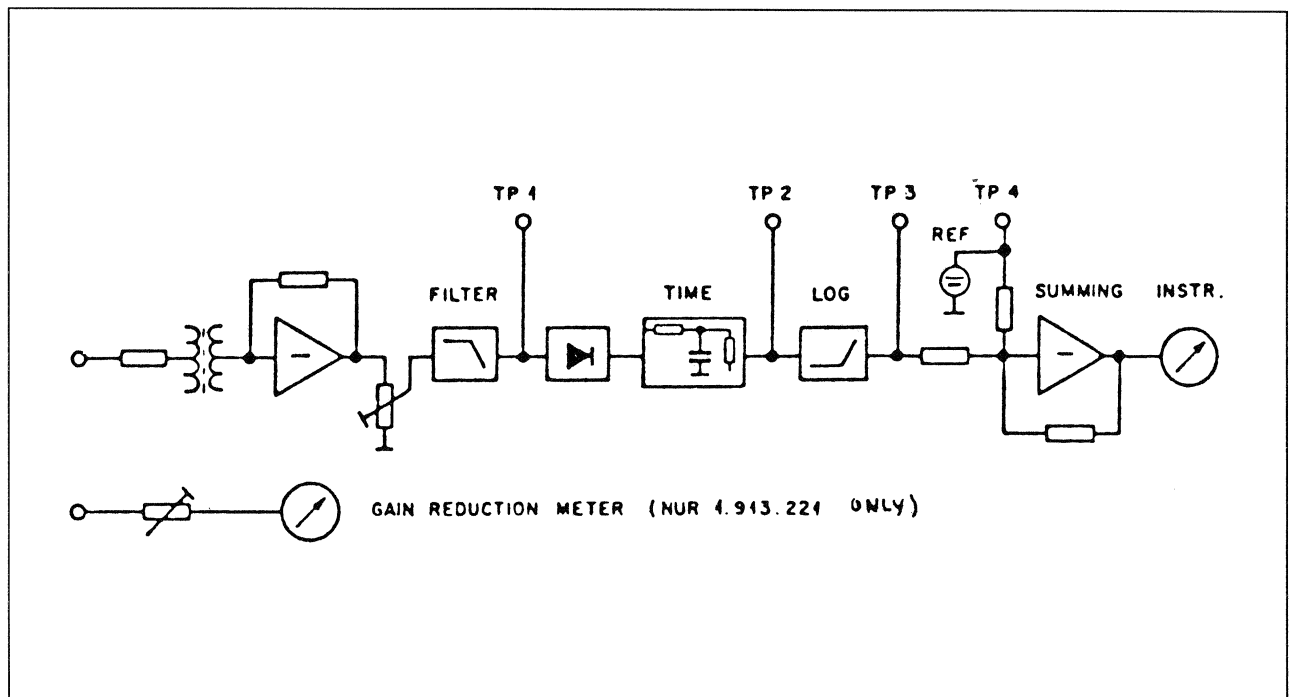 TP 1
TP 2
TP 3
TP 4
REF
FILTER
TIME
LOG
SUMMING
INSTR.
GAIN REDUCTION METER (NUR 1.913.221 ONLY)